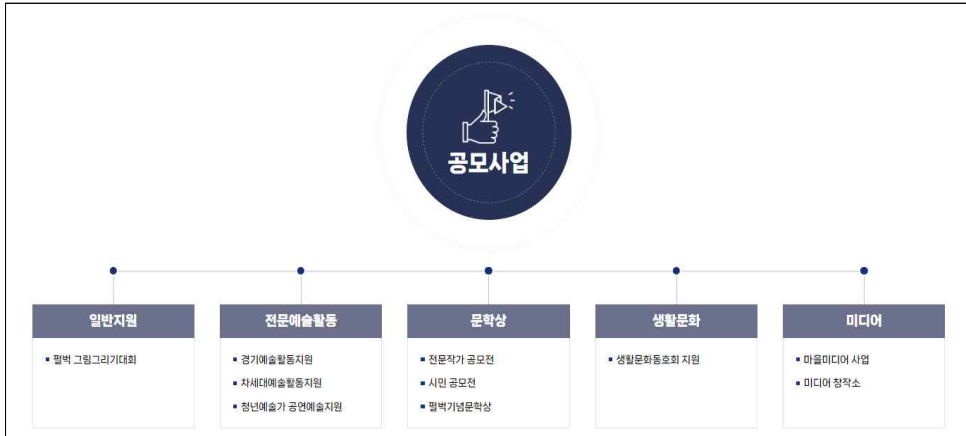 공모사업
일반지원
펄벅 그림그리기대회
전문예술활동
경기예술활동지원
차세대예술활동지원
청년예술가 공연예술지원
문학상
전문작가 공모전
시민 공모전
펄벅기념문학상
생활문화
생활문화동호회 지원
미디어
마을미디어 사업
미디어 창작소